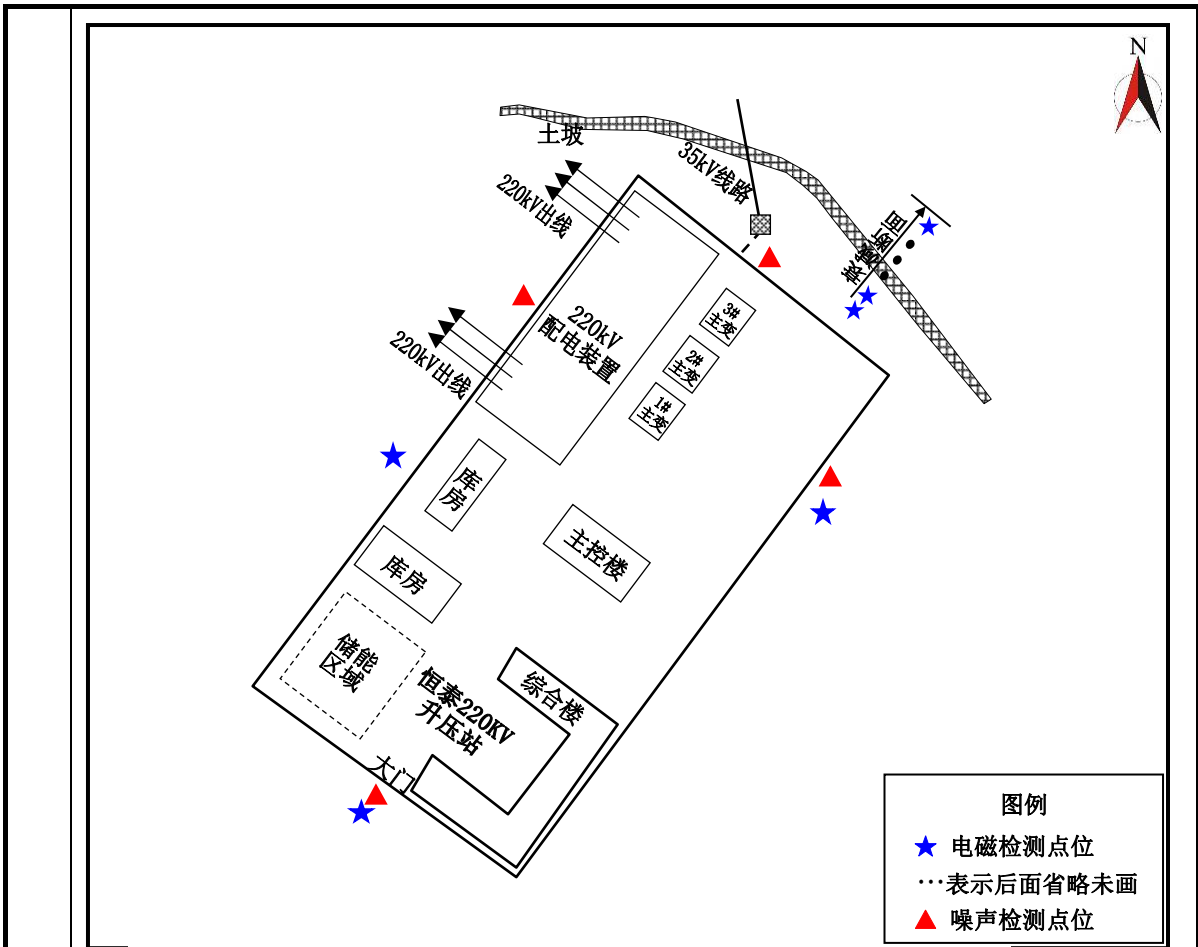 N
土坡
35kV线路
220kV出线
衰减断面
220kV
配电装置
3#
主变
2#
主变
1#
主变
220kV出线
库房
主控楼
库房
储能
区域
恒泰220KV
升压站
综合楼
大门
图例
电磁检测点位
···表示后面省略未画
噪声检测点位